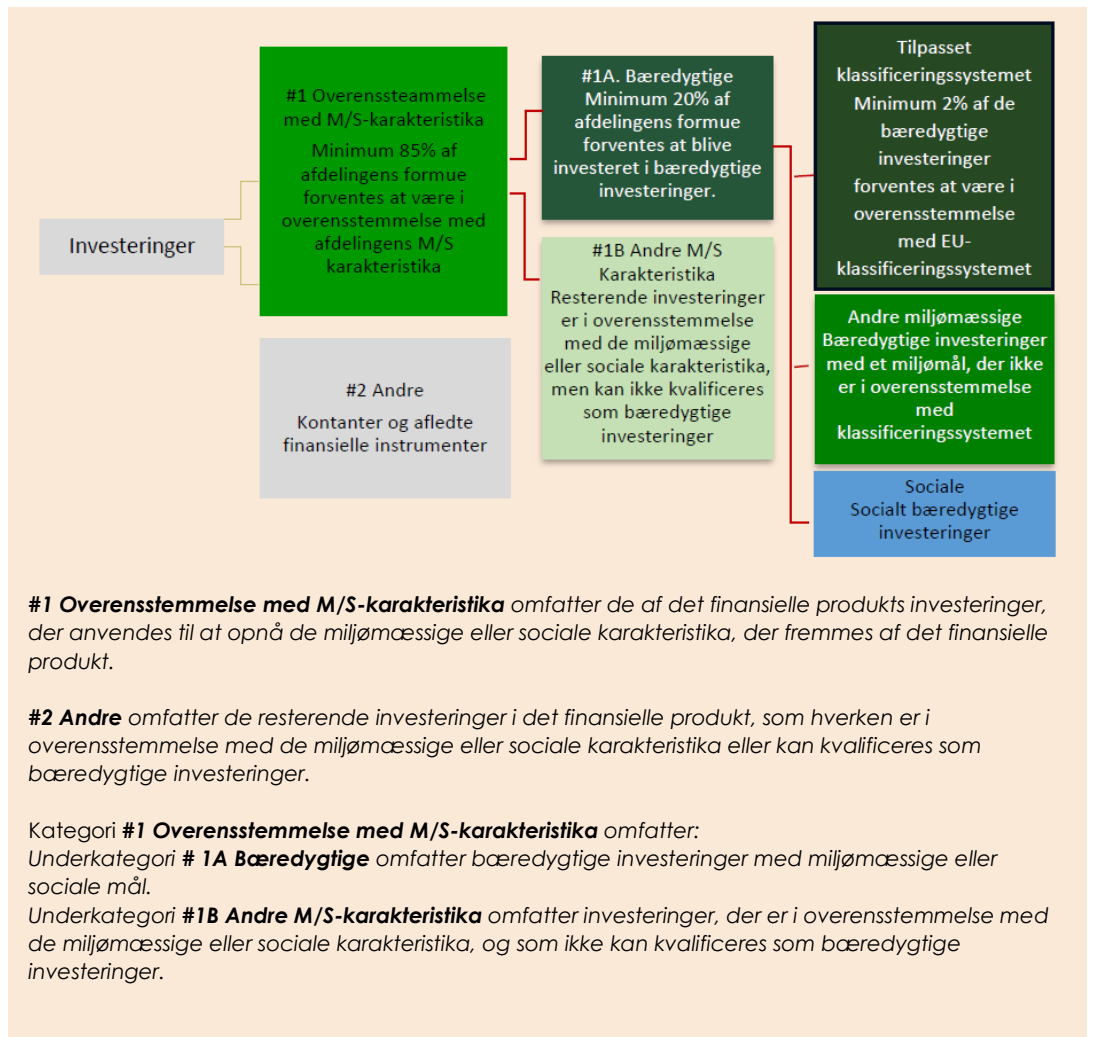 Investeringer
#1 Overenssteammelse
med M/S-karakteristika
Minimum 85% af
afdelingens formue
forventes at være i
overensstemmelse med
afdelingens M/S
karakteristika
#2 Andre
Kontanter og afledte
finansielle instrumenter
#1A. Bæredygtige
Minimum 20% af
afdelingens formue
forventes at blive
investeret i bæredygtige
investeringer.
#1B Andre M/S
Karakteristika
Resterende investeringer
er i overensstemmelse
med de miljømæssige
eller sociale karakteristika,
men kan ikke kvalificeres
som bæredygtige
investeringer
Tilpasset
klassificeringssystemet
Minimum 2% af de
bæredygtige
investeringer
forventes at være i
overensstemmelse
med EU-
klassificeringssystemet
Andre miljømæssige
Bæredygtige investeringer
med et miljømål, der ikke
er i overensstemmelse
med
klassificeringssystemet
Sociale
Socialt bæredygtige
investeringer
#1 Overensstemmelse med M/S-karakteristika omfatter de af det finansielle produkts investeringer,
der anvendes til at opnå de miljømæssige eller sociale karakteristika, der fremmes af det finansielle
produkt.
#2 Andre omfatter de resterende investeringer i det finansielle produkt, som hverken er i
overensstemmelse med de miljømæssige eller sociale karakteristika eller kan kvalificeres som
bæredygtige investeringer.
Kategori #1 Overensstemmelse med M/S-karakteristika omfatter:
Underkategori # 1A Bæredygtige omfatter bæredygtige investeringer med miljømæssige eller
sociale mål.
Underkategori #1B Andre M/S-karakteristika omfatter investeringer, der er i overensstemmelse med
de miljømæssige eller sociale karakteristika, og som ikke kan kvalificeres som bæredygtige
investeringer.